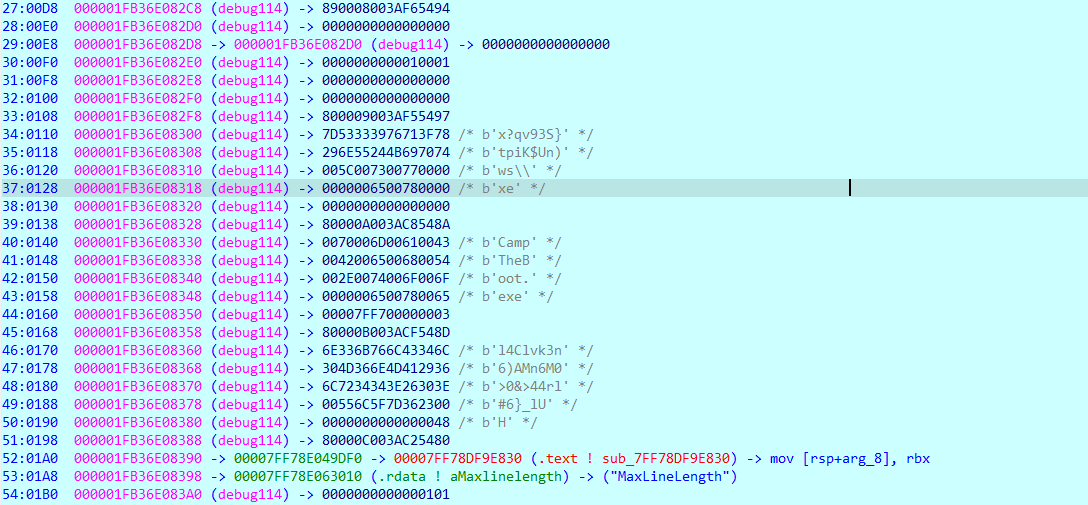 27:00D8 000001FB36E082C8 (debug114) -> 890008003AF65494
28:00E0 000001FB36E082D0 (debug114) -> 0000000000000000
29:00E8 000001FB36E082D8 -> 000001FB36E082D0 (debug114) -> 0000000000000000
30:00F0 000001FB36E082E0 (debug114) -> 0000000000010001
31:00F8 000001FB36E082E8 (debug114) -> 0000000000000000
32:0100 000001FB36E082F0 (debug114) -> 0000000000000000
33:0108 000001FB36E082F8 (debug114) -> 800009003AF55497
34:0110 000001FB36E08300 (debug114) -> 7D53333976713F78 /* b'x?qv93S}' */
35:0118 000001FB36E08308 (debug114) -> 296E55244B697074 /* b'tpiK$Un)' */
36:0120 000001FB36E08310 (debug114) -> 005C007300770000 /* b'ws\\' */
37:0128 000001FB36E08318 (debug114) -> 0000006500780000 /* b'xe' */
38:0130 000001FB36E08320 (debug114) -> 0000000000000000
39:0138 000001FB36E08328 (debug114) -> 80000A003AC8548A
40:0140 000001FB36E08330 (debug114) -> 0070006D00610043 /* b'Camp' */
41:0148 000001FB36E08338 (debug114) -> 0042006500680054 /* b'TheB' */
42:0150 000001FB36E08340 (debug114) -> 002E0074006F006F /* b'oot.' */
43:0158 000001FB36E08348 (debug114) -> 0000006500780065 /* b'exe' */
44:0160 000001FB36E08350 (debug114) -> 00007FF700000003
45:0168 000001FB36E08358 (debug114) -> 80000B003ACF548D
46:0170 000001FB36E08360 (debug114) -> 6E336B766C43346C /* b'l4Clvk3n' */
47:0178 000001FB36E08368 (debug114) -> 304D366E4D412936 /* b'6)AMn6M0' */
48:0180 000001FB36E08370 (debug114) -> 6C7234343E26303E /* b'>0&>44rl' */
49:0188 000001FB36E08378 (debug114) -> 00556C5F7D362300 /* b'#6}_lU' */
50:0190 000001FB36E08380 (debug114) -> 0000000000000048 /* b'H' */
51:0198 000001FB36E08388 (debug114) -> 80000C003AC25480
52:01A0 000001FB36E08390 -> 00007FF78E049DF0 -> 00007FF78DF9E830 (.text ! sub_7FF78DF9E830) -> mov [rsp+arg_8], rbx
53:01A8 000001FB36E08398 -> 00007FF78E063010 (.rdata ! aMaxlinelength) -> ("MaxLineLength")
54:01B0 000001FB36E083A0 (debug114) -> 0000000000000101